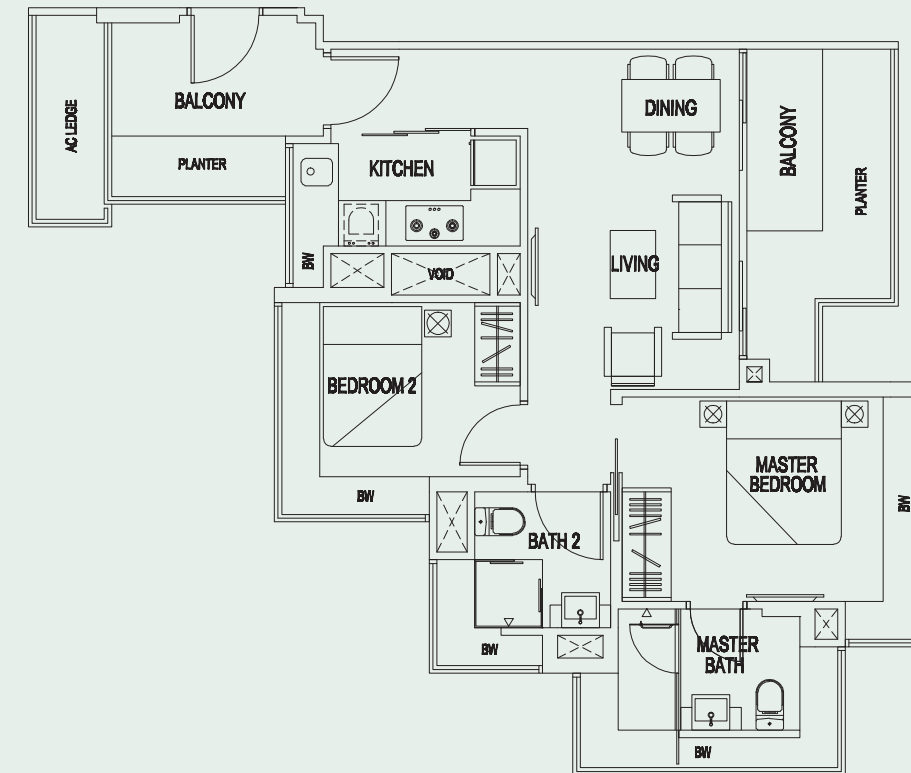 BALCONY
AC LEDGE
PLANTER
KITCHEN
DINING
BALCONY
PLANTER
BW
VOID
LIVING
BEDROOM 2
BW
MASTER
BEDROOM
BW
BATH 2
BW
MASTER
BATH
BW